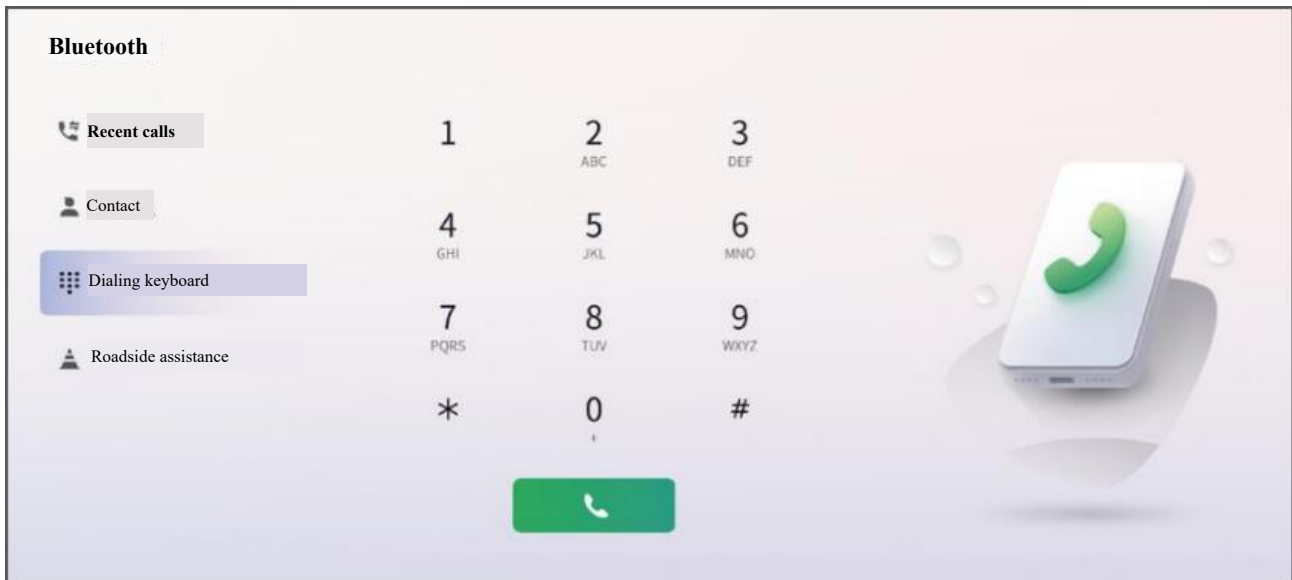 Bluetooth
Recent calls
Contact
Dialing keyboard
Roadside assistance
1 2 3
ABC DEF
4 5 6
GHI JKL MNO
7 8 9
PQRS TUV WXYZ
* 0 #
+